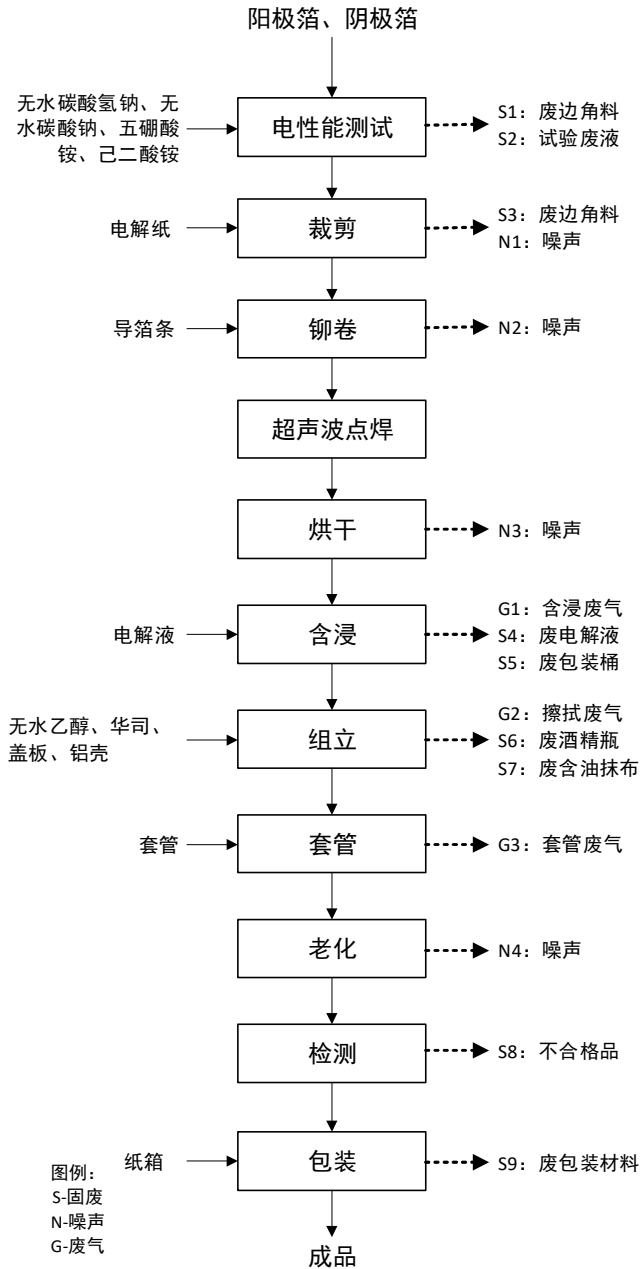 阳极箔、阴极箔
无水碳酸氢钠、无
水碳酸钠、五硼酸
铵、己二酸铵
电性能测试
S1：废边角料
S2：试验废液
电解纸
裁剪
S3：废边角料
N1：噪声
导箔条
铆卷
N2：噪声
超声波点焊
烘干
N3：噪声
电解液
含浸
G1：含浸废气
S4：废电解液
S5：废包装桶
无水乙醇、华司、
盖板、铝壳
组立
G2：擦拭废气
S6：废酒精瓶
S7：废含油抹布
套管
套管
G3：套管废气
老化
N4：噪声
检测
S8：不合格品
纸箱
包装
S9：废包装材料
图例：
S-固废
N-噪声
G-废气
成品